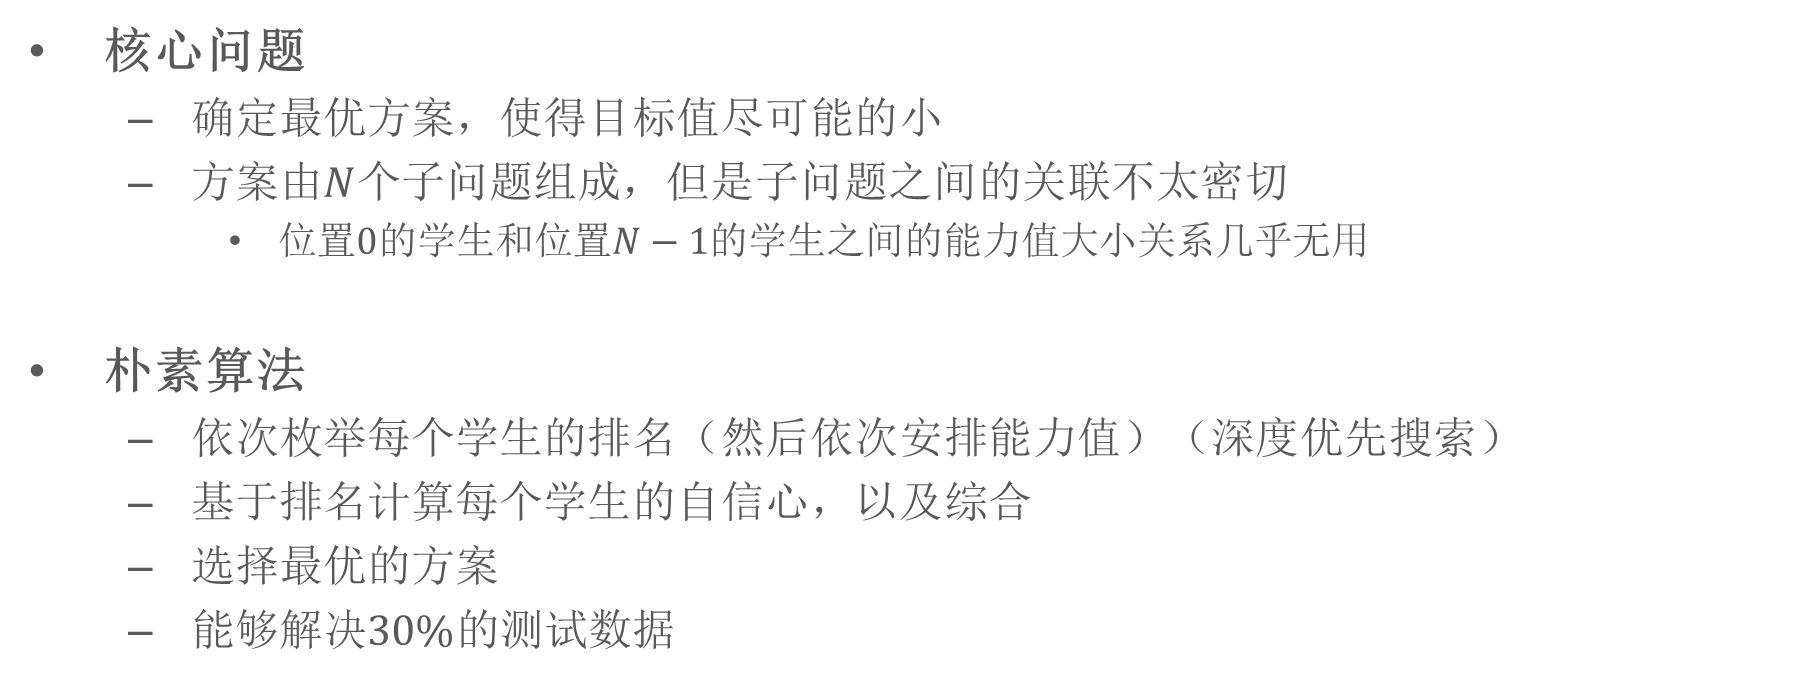 • 核心问题
– 确定最优方案，使得目标值尽可能的小
– 方案由N个子问题组成，但是子问题之间的关联不太密切
• 位置0的学生和位置N − 1的学生之间的能力值大小关系几乎无用
• 朴素算法
– 依次枚举每个学生的排名（然后依次安排能力值）（深度优先搜索）
– 基于排名计算每个学生的自信心，以及综合
– 选择最优的方案
– 能够解决30%的测试数据